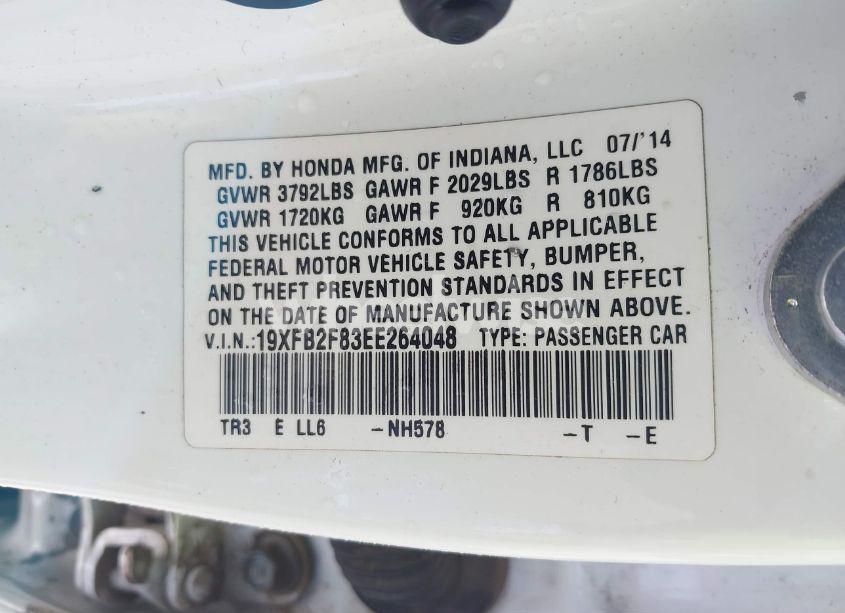 MFD. BY HONDA MFG. OF INDIANA, LLC 07/'14
GVWR 3792LBS GAWR F 2029LBS R 1786LBS
GVWR 1720KG GAWR F 920KG R 810KG
THIS VEHICLE CONFORMS TO ALL APPLICABLE
FEDERAL MOTOR VEHICLE SAFETY, BUMPER,
AND THEFT PREVENTION STANDARDS IN EFFECT
ON THE DATE OF MANUFACTURE SHOWN ABOVE.
V.I.N.:19XFB2F83EE264048 TYPE: PASSENGER CAR
TR3 E LL6 -NH578 -T -E